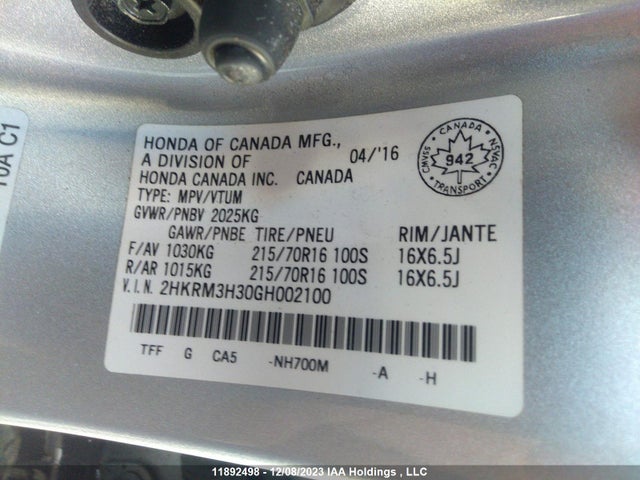 HONDA OF CANADA MFG.,
A DIVISION OF 04/'16
HONDA CANADA INC. CANADA
TYPE: MPV/VTUM
GVWR/PNBV 2025KG
GAWR/PNBE TIRE/PNEU RIM/JANTE
F/AV 1030KG 215/70R16 100S 16X6.5J
R/AR 1015KG 215/70R16 100S 16X6.5J
V.I.N. 2HKRM3H30GH002100
TFF G CA5 -NH700M -A -H
CANADA
CMVSS 942 NSVAC
TRANSPORT
10A C1
11892498 - 12/08/2023 IAA Holdings , LLC